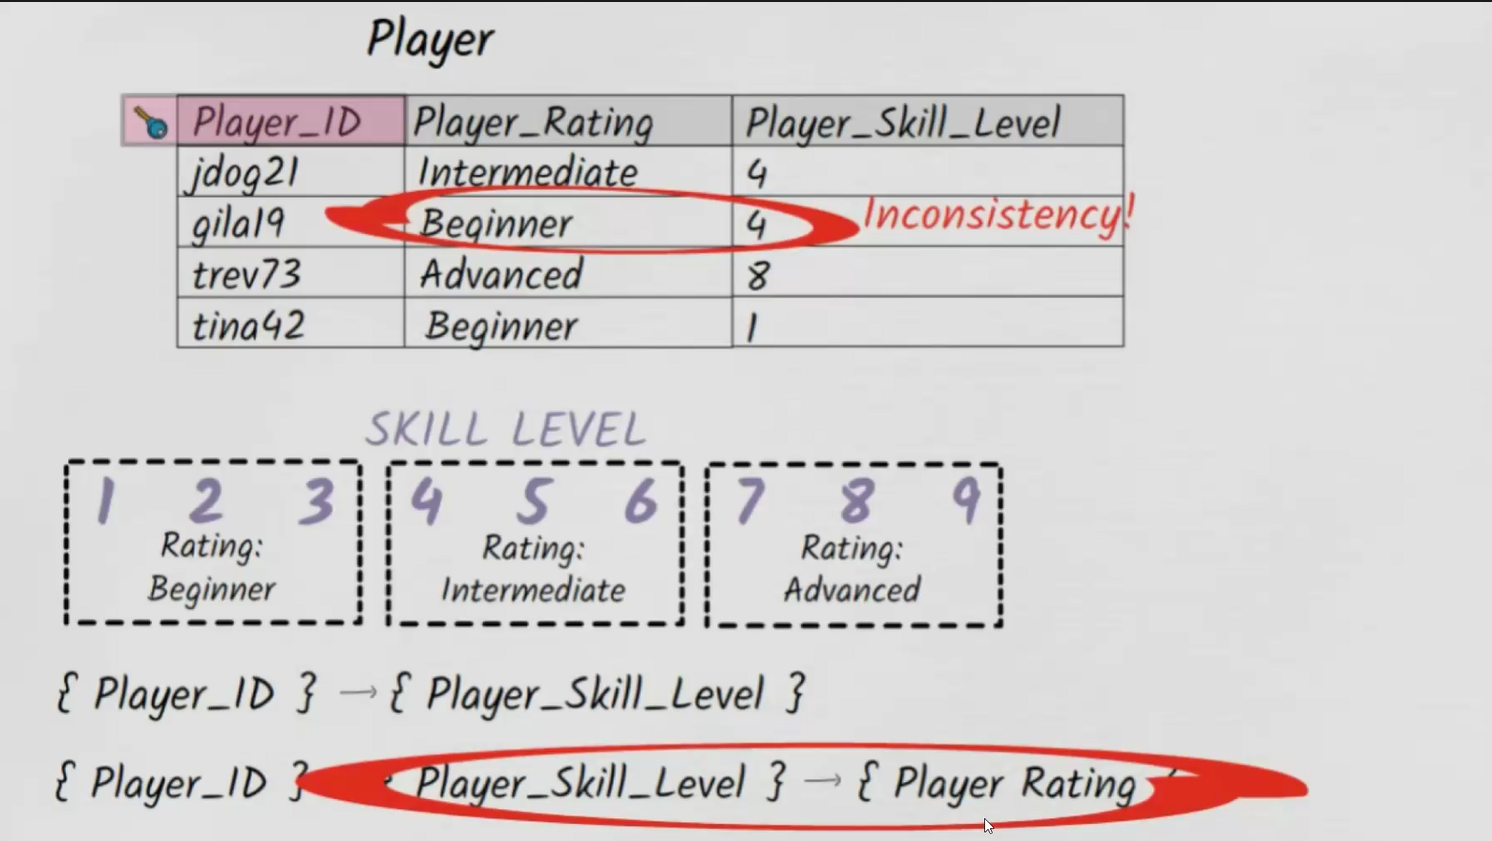 Player
Player_ID Player_Rating Player_Skill_Level
jdog21 Intermediate 4
gila19 Beginner 4 Inconsistency!
trev73 Advanced 8
tina42 Beginner 1
SKILL LEVEL
1 2 3 4 5 6 7 8 9
Rating: Rating: Rating:
Beginner Intermediate Advanced
{ Player_ID } → { Player_Skill_Level }
{ Player_ID } Player_Skill_Level } → { Player Rating